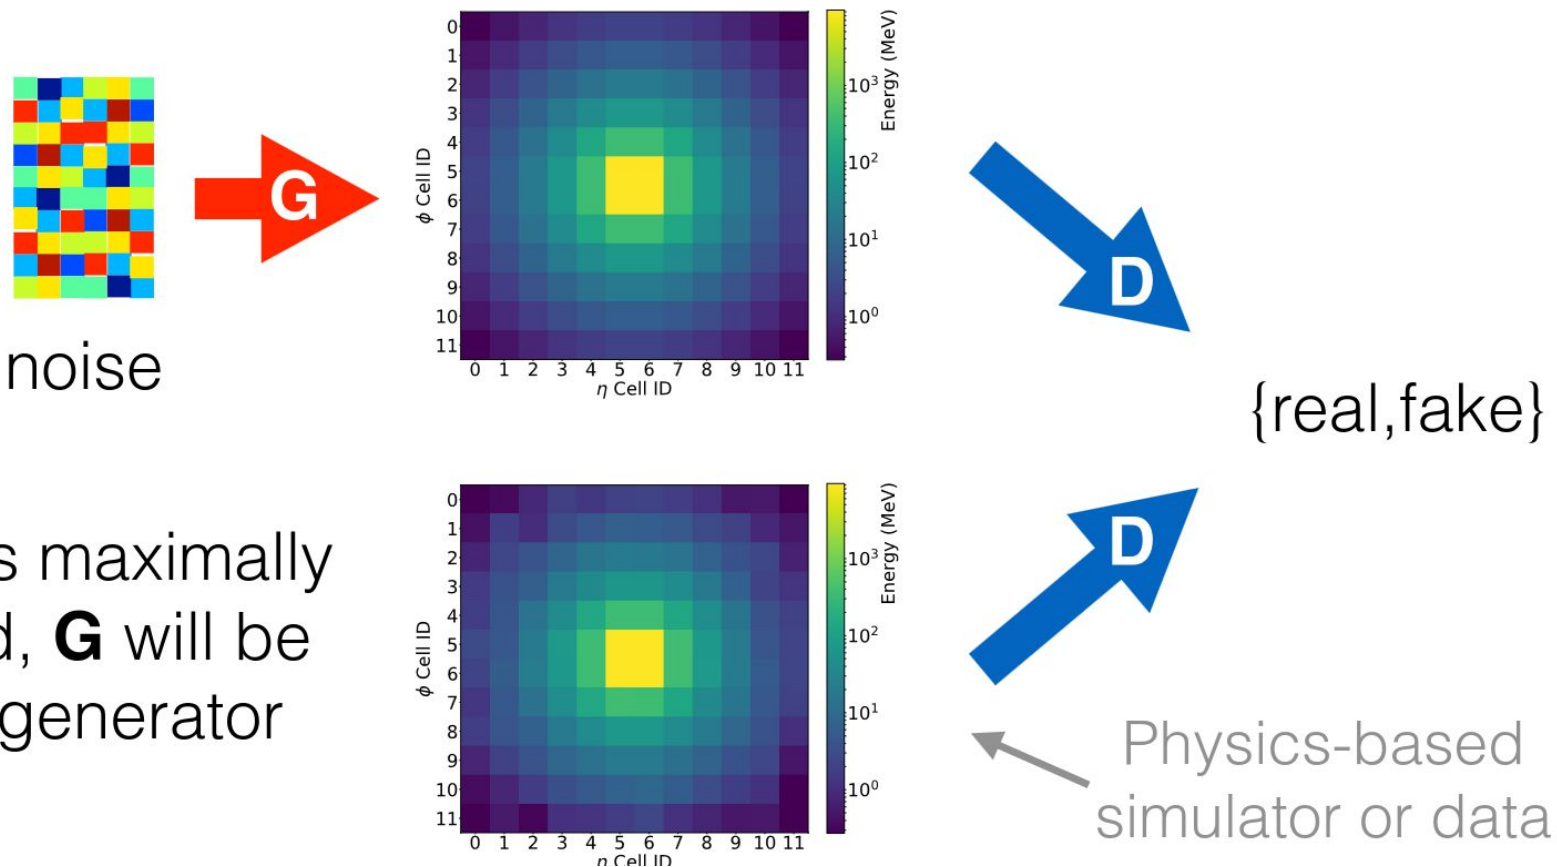 noise
G
0
1
2
3
4
5
6
7
8
9
10
11
ϕ Cell ID
0 1 2 3 4 5 6 7 8 9 10 11
η Cell ID
10³
10²
10¹
10⁰
Energy (MeV)
D
{real,fake}
s maximally
d, G will be
generator
0
1
2
3
4
5
6
7
8
9
10
11
ϕ Cell ID
0 1 2 3 4 5 6 7 8 9 10 11
η Cell ID
10³
10²
10¹
10⁰
Energy (MeV)
D
Physics-based
simulator or data